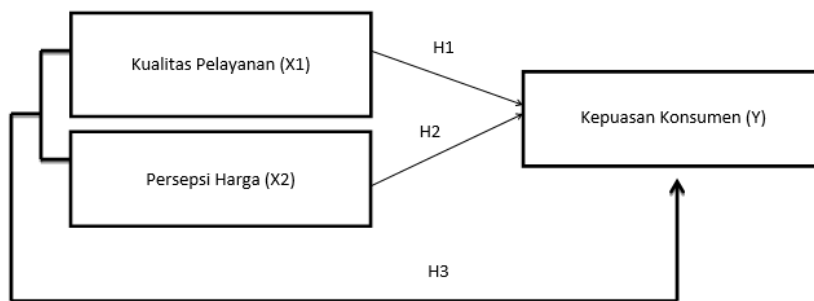 Kualitas Pelayanan (X1)
H1
Kepuasan Konsumen (Y)
H2
Persepsi Harga (X2)
H3